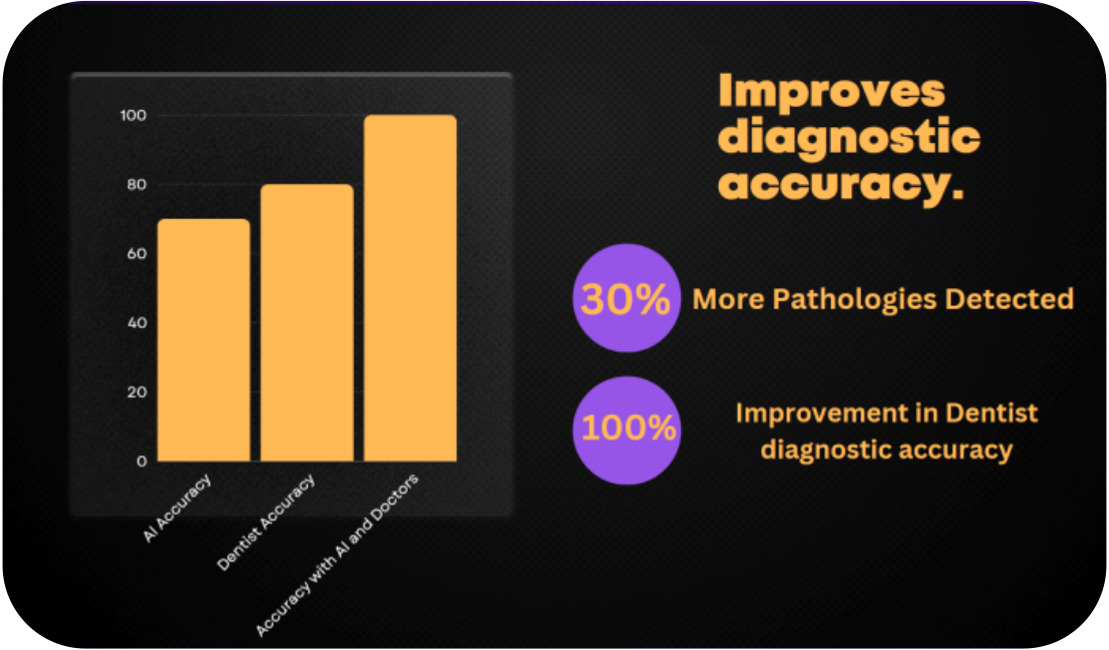 Improves
diagnostic
accuracy.
100
80
60
40
20
0
AI Accuracy
Dentist Accuracy
Accuracy with AI and Doctors
30%
More Pathologies Detected
100%
Improvement in Dentist
diagnostic accuracy